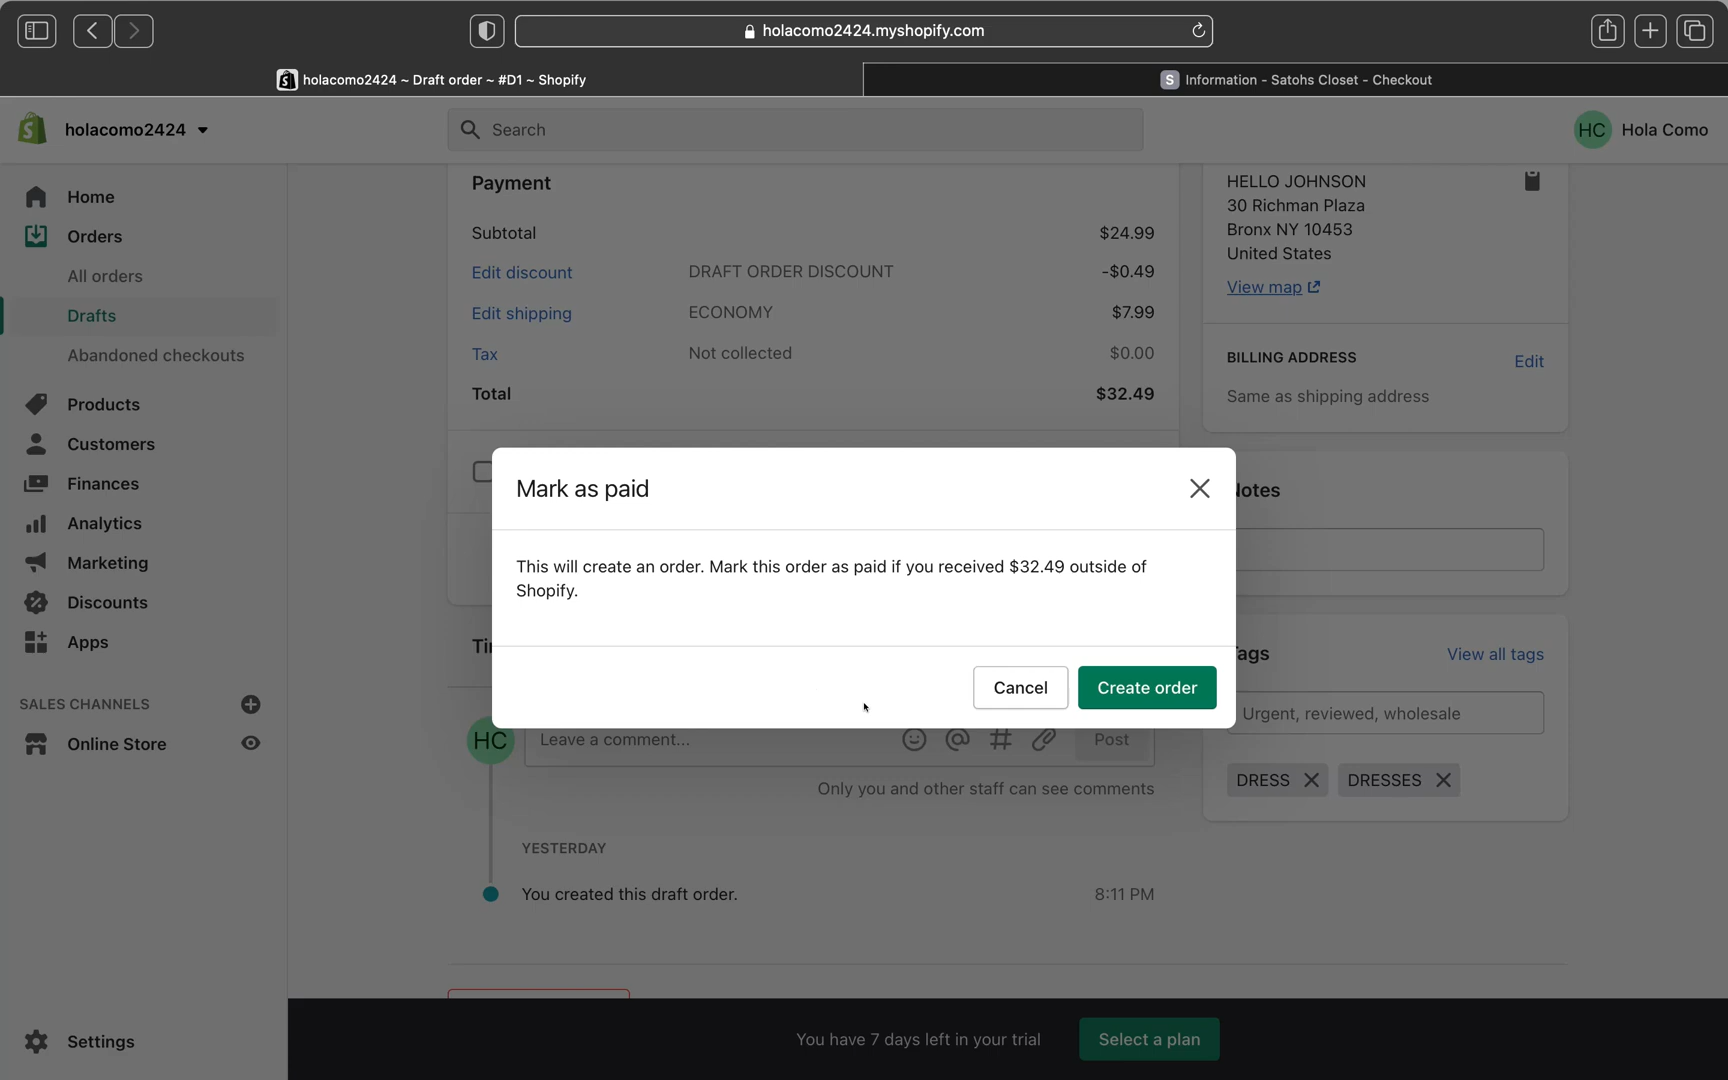 holacomo2424.myshopify.com
holacomo2424 ~ Draft order ~ #D1 ~ Shopify
S Information - Satohs Closet - Checkout
holacomo2424
Search
HC Hola Como
Home
Orders
All orders
Drafts
Abandoned checkouts
Products
Customers
Finances
Analytics
Marketing
Discounts
Apps
SALES CHANNELS
Online Store
Settings
Payment
Subtotal $24.99
Edit discount DRAFT ORDER DISCOUNT -$0.49
Edit shipping ECONOMY $7.99
Tax Not collected $0.00
Total $32.49
HELLO JOHNSON
30 Richman Plaza
Bronx NY 10453
United States
View map
BILLING ADDRESS Edit
Same as shipping address
Mark as paid
This will create an order. Mark this order as paid if you received $32.49 outside of
Shopify.
Cancel Create order
Notes
Tags View all tags
Urgent, reviewed, wholesale
DRESS DRESSES
HC Leave a comment... Post
Only you and other staff can see comments
YESTERDAY
You created this draft order. 8:11 PM
You have 7 days left in your trial Select a plan